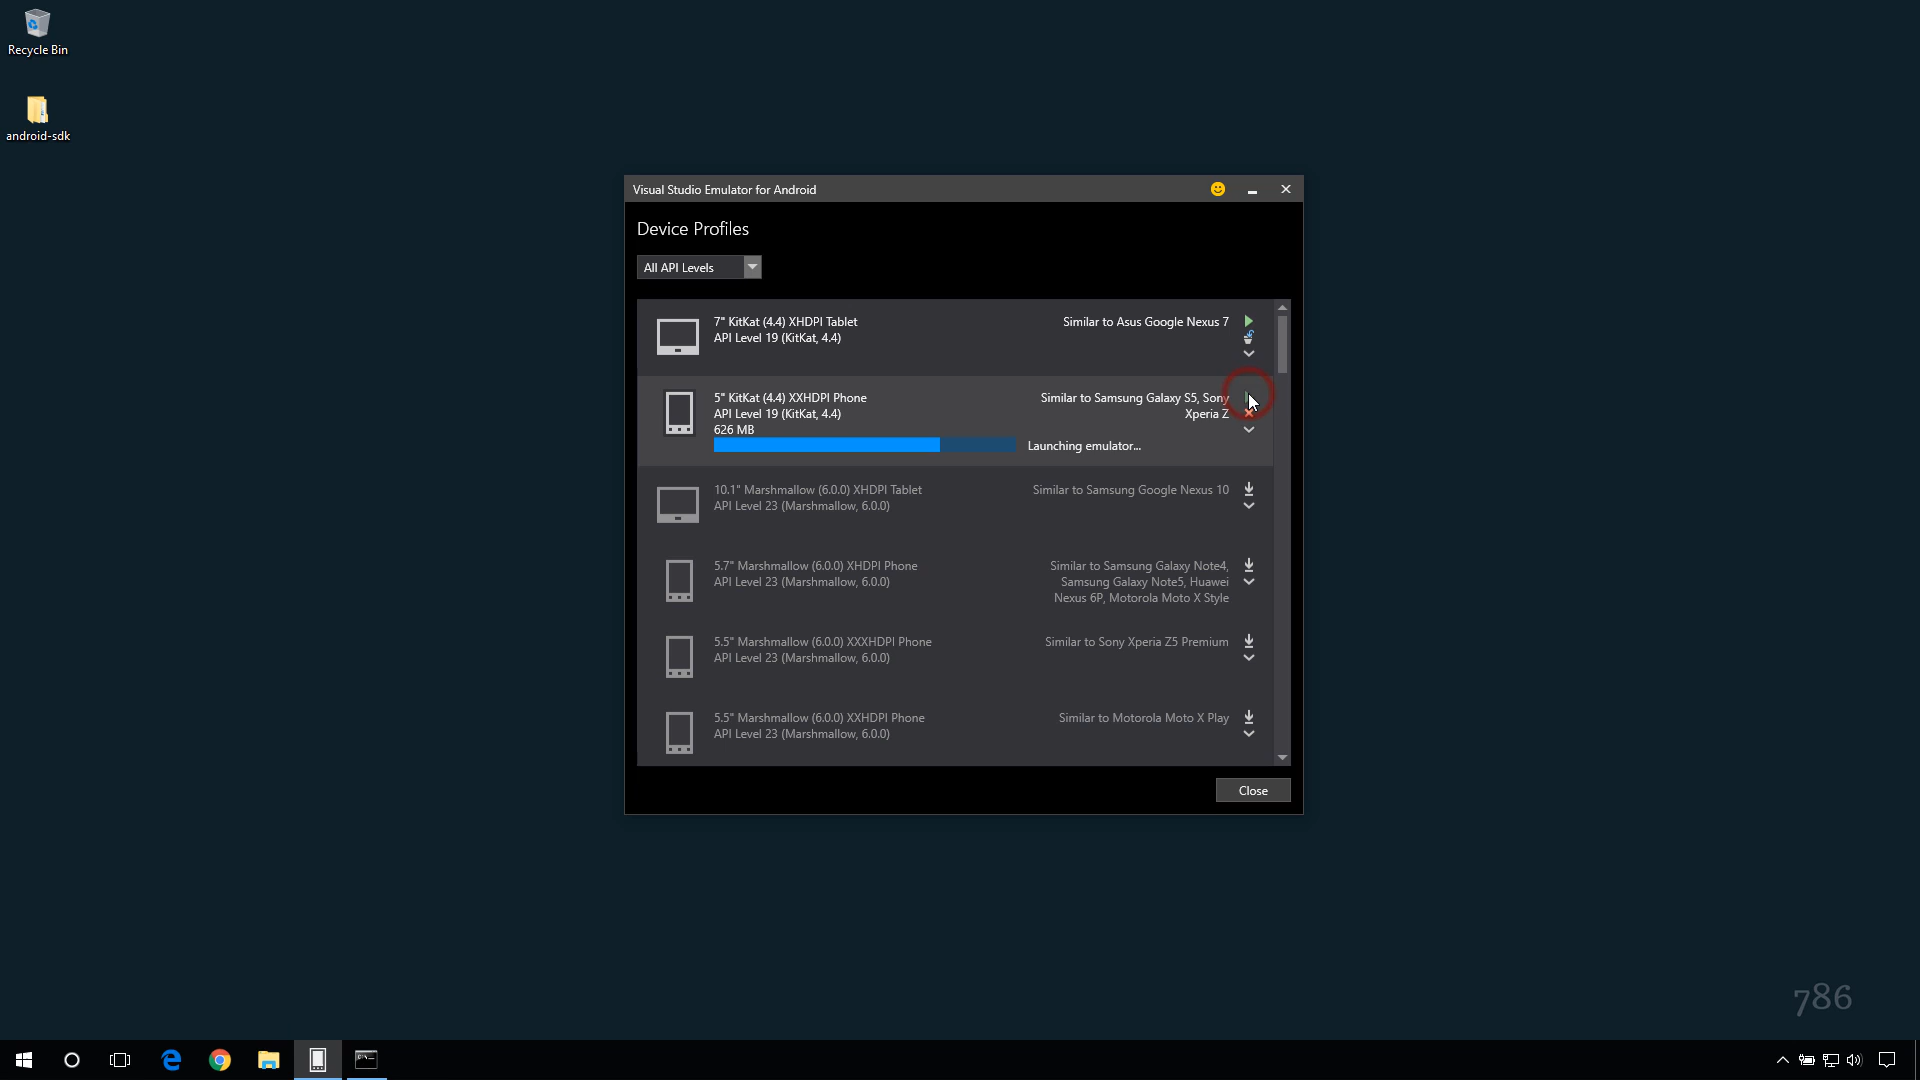 Recycle Bin
android-sdk
Visual Studio Emulator for Android
Device Profiles
All API Levels
7" KitKat (4.4) XHDPI Tablet
API Level 19 (KitKat, 4.4)
Similar to Asus Google Nexus 7
5" KitKat (4.4) XXHDPI Phone
API Level 19 (KitKat, 4.4)
626 MB
Similar to Samsung Galaxy S5, Sony
Xperia Z
Launching emulator...
10.1" Marshmallow (6.0.0) XHDPI Tablet
API Level 23 (Marshmallow, 6.0.0)
Similar to Samsung Google Nexus 10
5.7" Marshmallow (6.0.0) XHDPI Phone
API Level 23 (Marshmallow, 6.0.0)
Similar to Samsung Galaxy Note4,
Samsung Galaxy Note5, Huawei
Nexus 6P, Motorola Moto X Style
5.5" Marshmallow (6.0.0) XXXHDPI Phone
API Level 23 (Marshmallow, 6.0.0)
Similar to Sony Xperia Z5 Premium
5.5" Marshmallow (6.0.0) XXHDPI Phone
API Level 23 (Marshmallow, 6.0.0)
Similar to Motorola Moto X Play
Close
786